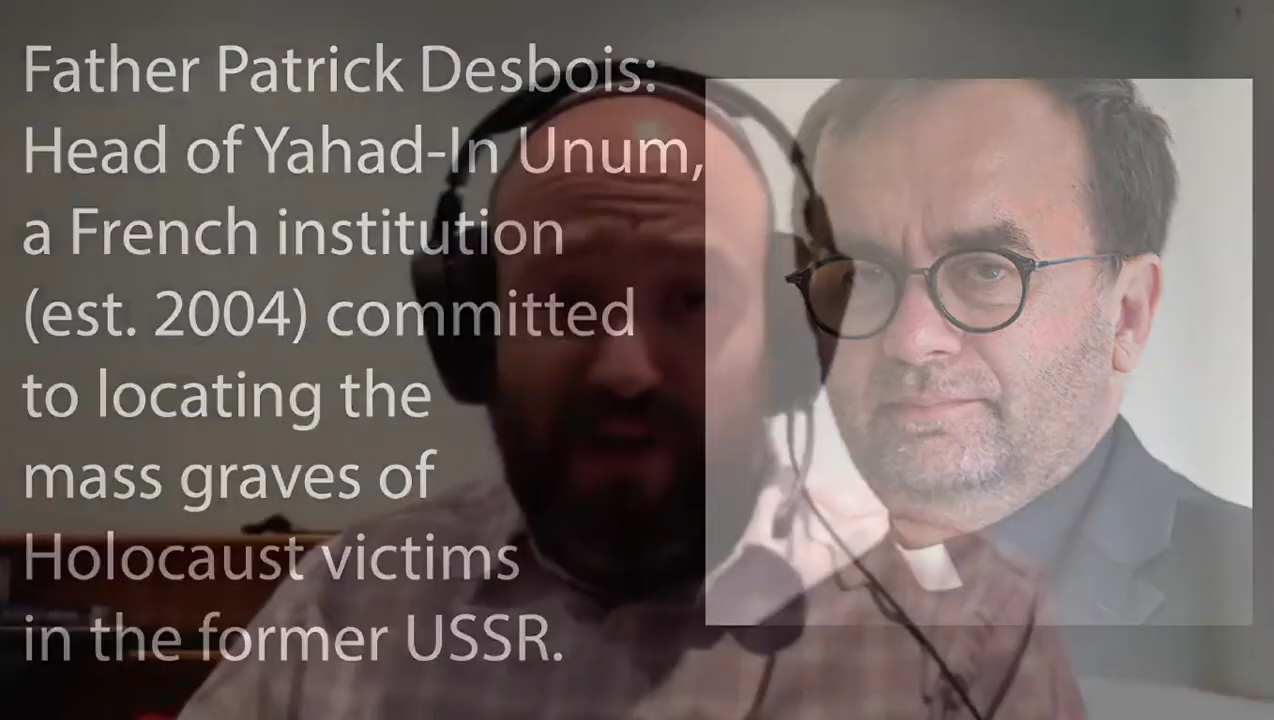 Father Patrick Desbois:
Head of Yahad-In Unum,
a French institution
(est. 2004) committed
to locating the
mass graves of
Holocaust victims
in the former USSR.